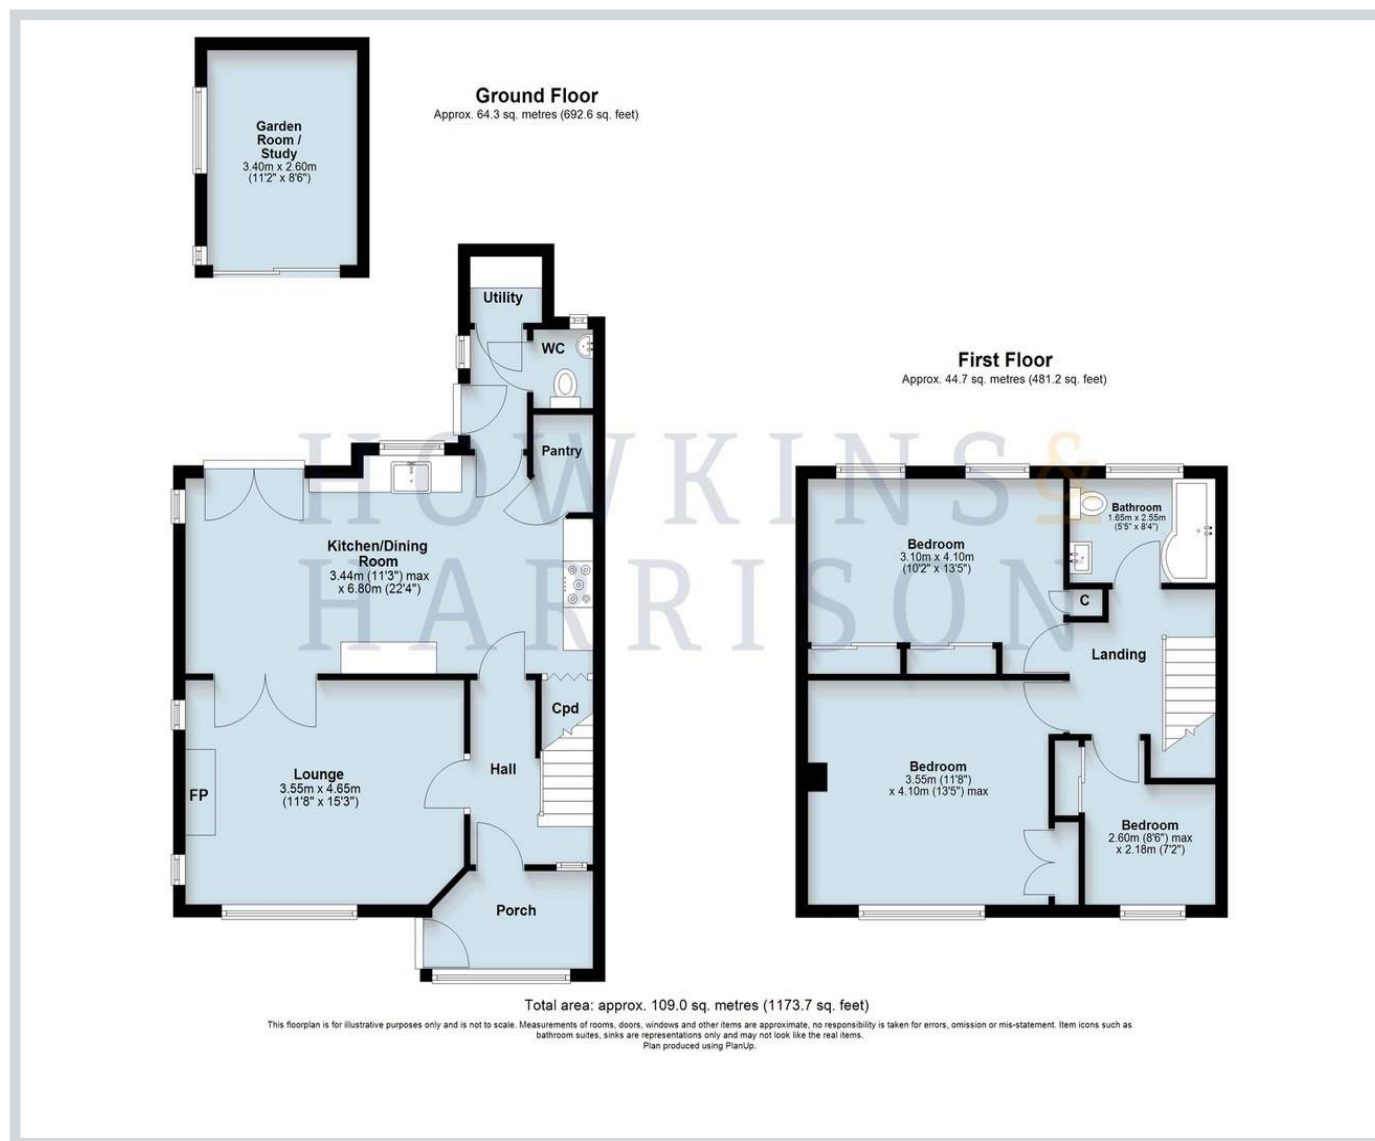 Ground Floor
Approx. 64.3 sq. metres (692.6 sq. feet)
Garden
Room /
Study
3.40m x 2.60m
(11'2" x 8'6")
Utility
WC
Pantry
Kitchen/Dining
Room
3.44m (11'3") max
x 6.80m (22'4")
Cpd
Hall
Lounge
3.55m x 4.65m
(11'8" x 15'3")
FP
Porch
First Floor
Approx. 44.7 sq. metres (481.2 sq. feet)
Bathroom
1.65m x 2.55m
(5'5" x 8'4")
Bedroom
3.10m x 4.10m
(10'2" x 13'5")
C
Landing
Bedroom
3.55m (11'8")
x 4.10m (13'5") max
Bedroom
2.60m (8'6") max
x 2.18m (7'2")
HOWKINS &
HARRISON
Total area: approx. 109.0 sq. metres (1173.7 sq. feet)
This floorplan is for illustrative purposes only and is not to scale. Measurements of rooms, doors, windows and other items are approximate, no responsibility is taken for errors, omission or mis-statement. Item icons such as
bathroom suites, sinks are representations only and may not look like the real items.
Plan produced using PlanUp.